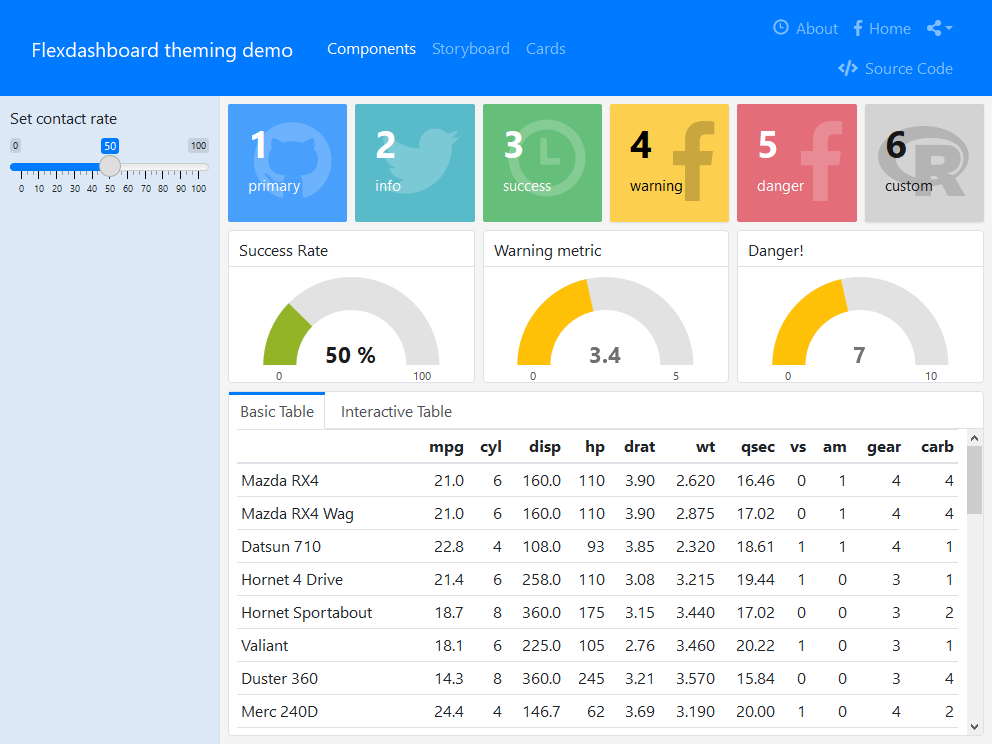 Flexdashboard theming demo Components Storyboard Cards About Home
Source Code
Set contact rate
0 50 100
0 10 20 30 40 50 60 70 80 90 100
1 2 3 4 5 6
primary info success warning danger custom
Success Rate Warning metric Danger!
50 % 3.4 7
0 100 0 5 0 10
Basic Table Interactive Table
mpg cyl disp hp drat wt qsec vs am gear carb
Mazda RX4 21.0 6 160.0 110 3.90 2.620 16.46 0 1 4 4
Mazda RX4 Wag 21.0 6 160.0 110 3.90 2.875 17.02 0 1 4 4
Datsun 710 22.8 4 108.0 93 3.85 2.320 18.61 1 1 4 1
Hornet 4 Drive 21.4 6 258.0 110 3.08 3.215 19.44 1 0 3 1
Hornet Sportabout 18.7 8 360.0 175 3.15 3.440 17.02 0 0 3 2
Valiant 18.1 6 225.0 105 2.76 3.460 20.22 1 0 3 1
Duster 360 14.3 8 360.0 245 3.21 3.570 15.84 0 0 3 4
Merc 240D 24.4 4 146.7 62 3.69 3.190 20.00 1 0 4 2